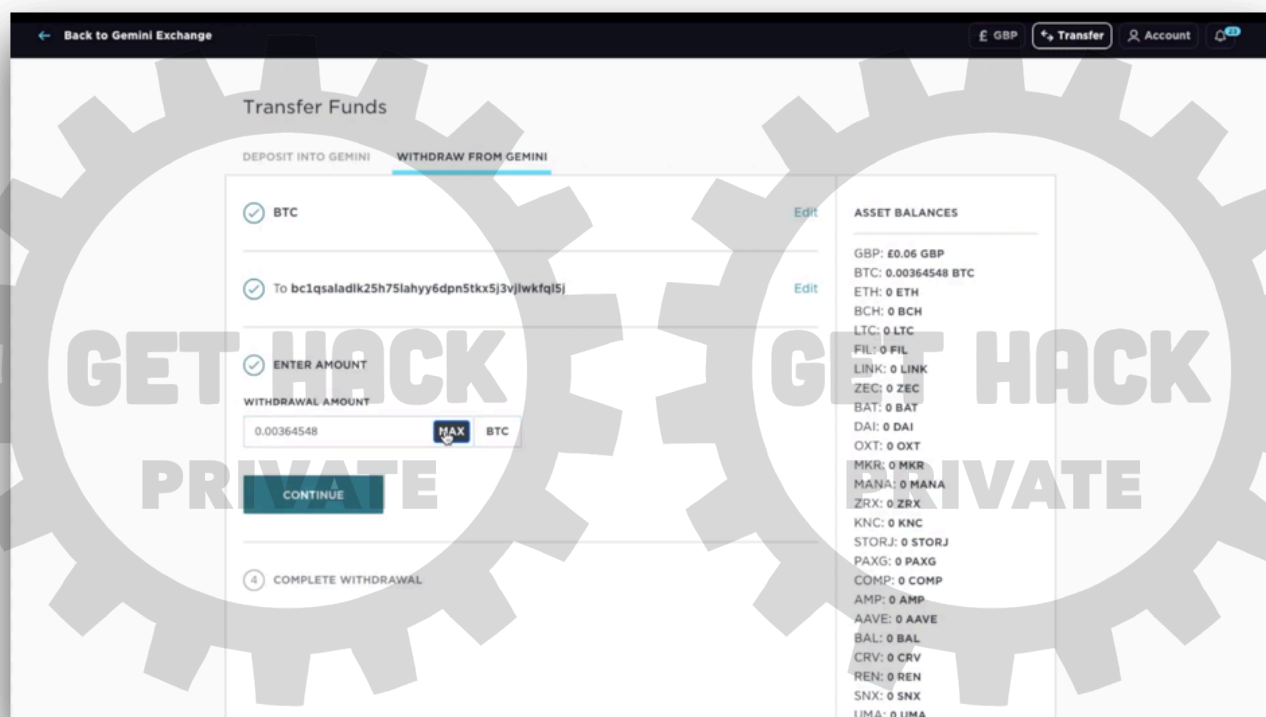 ← Back to Gemini Exchange
£ GBP
Transfer
Account
23
Transfer Funds
DEPOSIT INTO GEMINI
WITHDRAW FROM GEMINI
BTC
Edit
To bc1qsaladlk25h75lahyy6dpn5tkx5j3vjlwkfql5j
Edit
ENTER AMOUNT
WITHDRAWAL AMOUNT
0.00364548
MAX
BTC
CONTINUE
4 COMPLETE WITHDRAWAL
ASSET BALANCES
GBP: £0.06 GBP
BTC: 0.00364548 BTC
ETH: 0 ETH
BCH: 0 BCH
LTC: 0 LTC
FIL: 0 FIL
LINK: 0 LINK
ZEC: 0 ZEC
BAT: 0 BAT
DAI: 0 DAI
OXT: 0 OXT
MKR: 0 MKR
MANA: 0 MANA
ZRX: 0 ZRX
KNC: 0 KNC
STORJ: 0 STORJ
PAXG: 0 PAXG
COMP: 0 COMP
AMP: 0 AMP
AAVE: 0 AAVE
BAL: 0 BAL
CRV: 0 CRV
REN: 0 REN
SNX: 0 SNX
UMA: 0 UMA
GET HACK
PRIVATE
GET HACK
PRIVATE